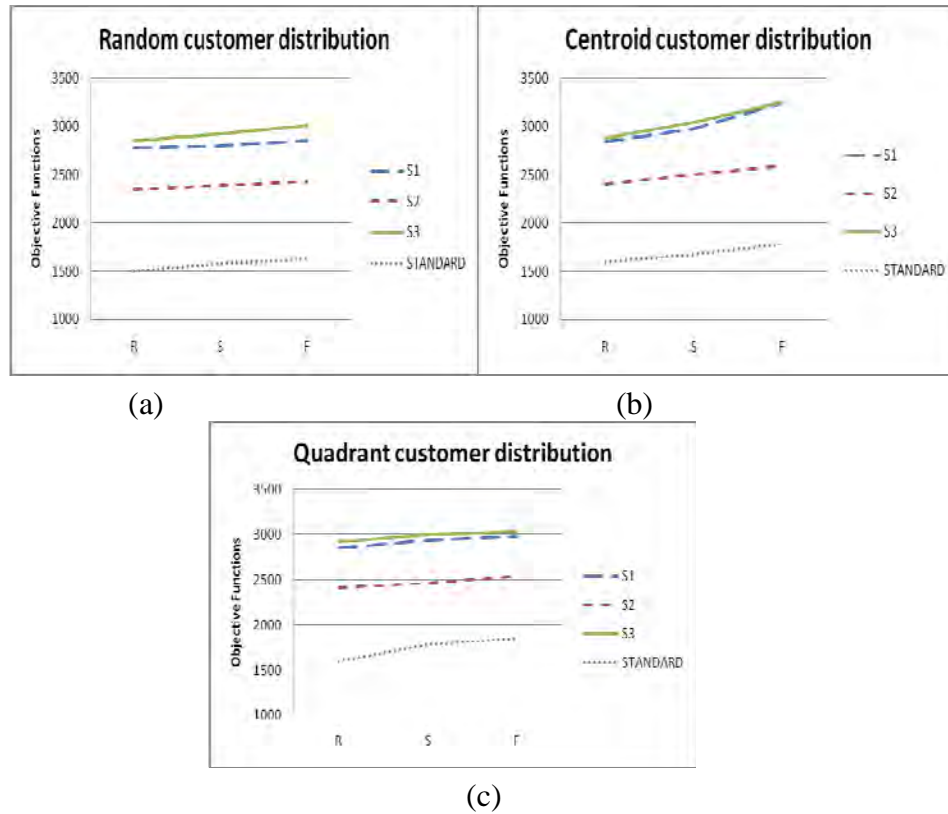 Random customer distribution
3500
3000
2500
2000
1500
1000
Objective Functions
R S F
S1
S2
S3
STANDARD
(a)
Centroid customer distribution
3500
3000
2500
2000
1500
1000
Objective Functions
R S F
S1
S2
S3
STANDARD
(b)
Quadrant customer distribution
3500
3000
2500
2000
1500
1000
Objective Functions
R S F
S1
S2
S3
STANDARD
(c)